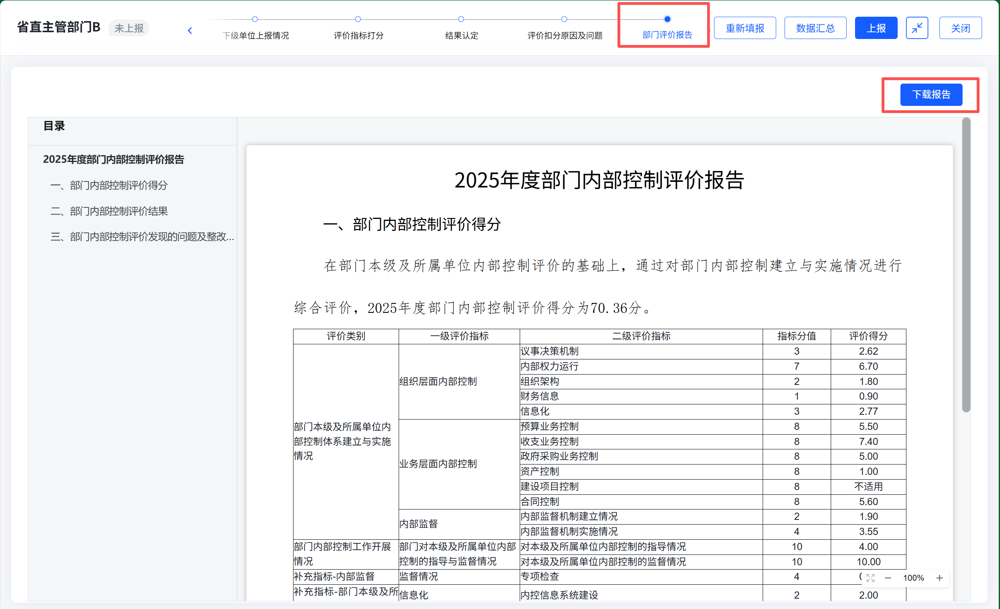 省直主管部门B
未上报
下级单位上报情况
评价指标打分
结果认定
评价扣分原因及问题
部门评价报告
重新填报
数据汇总
上报
关闭
下载报告
目录
2025年度部门内部控制评价报告
一、部门内部控制评价得分
二、部门内部控制评价结果
三、部门内部控制评价发现的问题及整改...
2025年度部门内部控制评价报告
一、部门内部控制评价得分
在部门本级及所属单位内部控制评价的基础上，通过对部门内部控制建立与实施情况进行
综合评价，2025年度部门内部控制评价得分为70.36分。
评价类别 一级评价指标 二级评价指标 指标分值 评价得分
部门本级及所属单位内
部控制体系建立与实施
情况
组织层面内部控制
议事决策机制 3 2.62
内部权力运行 7 6.70
组织架构 2 1.80
财务信息 1 0.90
信息化 3 2.77
业务层面内部控制
预算业务控制 8 5.50
收支业务控制 8 7.40
政府采购业务控制 8 5.00
资产控制 8 1.00
建设项目控制 8 不适用
合同控制 8 5.60
内部监督
内部监督机制建立情况 2 1.90
内部监督机制实施情况 4 3.55
部门内部控制工作开展
情况
部门对本级及所属单位内部
控制的指导与监督情况
对本级及所属单位内部控制的指导情况 10 4.00
对本级及所属单位内部控制的监督情况 10 10.00
补充指标-内部监督 监督情况 专项检查 4
补充指标-部门本级及所
信息化 内控信息系统建设 2 2.00
100%